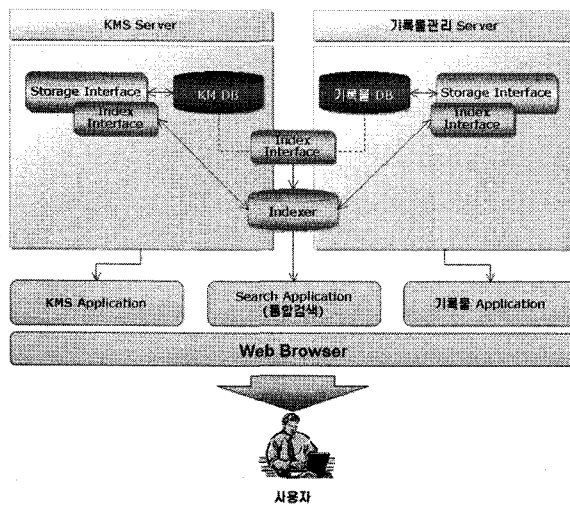 KMS Server
기록물관리 Server
Storage Interface
Index
Interface
KM DB
기록물 DB
Storage Interface
Index
Interface
Index
Interface
Indexer
KMS Application
Search Application
(통합검색)
기록물 Application
Web Browser
사용자